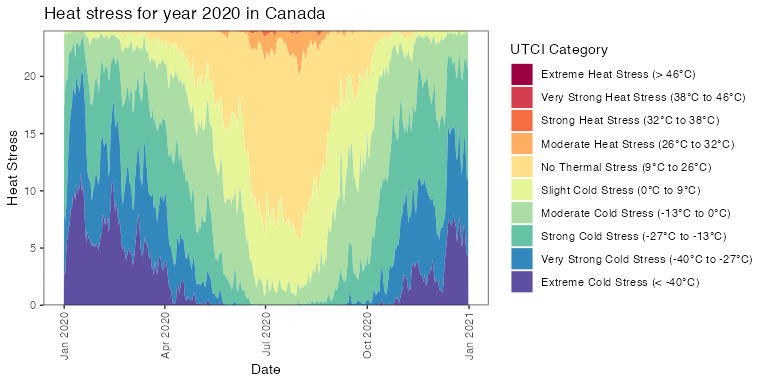 Heat stress for year 2020 in Canada
Heat Stress
20
15
10
5
0
Jan 2020
Apr 2020
Jul 2020
Oct 2020
Jan 2021
Date
UTCI Category
Extreme Heat Stress (> 46°C)
Very Strong Heat Stress (38°C to 46°C)
Strong Heat Stress (32°C to 38°C)
Moderate Heat Stress (26°C to 32°C)
No Thermal Stress (9°C to 26°C)
Slight Cold Stress (0°C to 9°C)
Moderate Cold Stress (-13°C to 0°C)
Strong Cold Stress (-27°C to -13°C)
Very Strong Cold Stress (-40°C to -27°C)
Extreme Cold Stress (< -40°C)